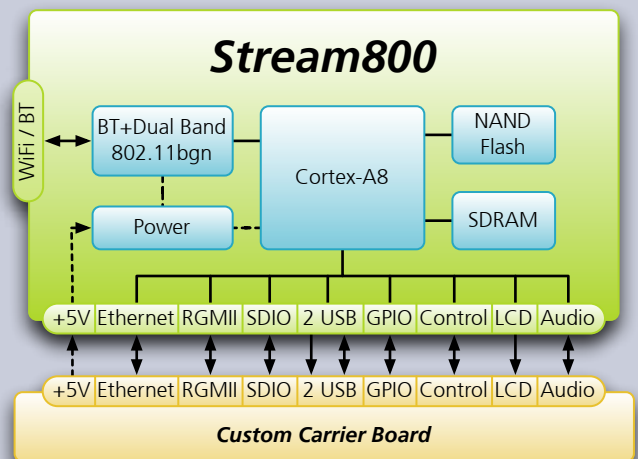 Stream800
WiFi / BT
BT+Dual Band
802.11bgn
Cortex-A8
NAND
Flash
Power
SDRAM
+5V Ethernet RGMII SDIO 2 USB GPIO Control LCD Audio
+5V Ethernet RGMII SDIO 2 USB GPIO Control LCD Audio
Custom Carrier Board